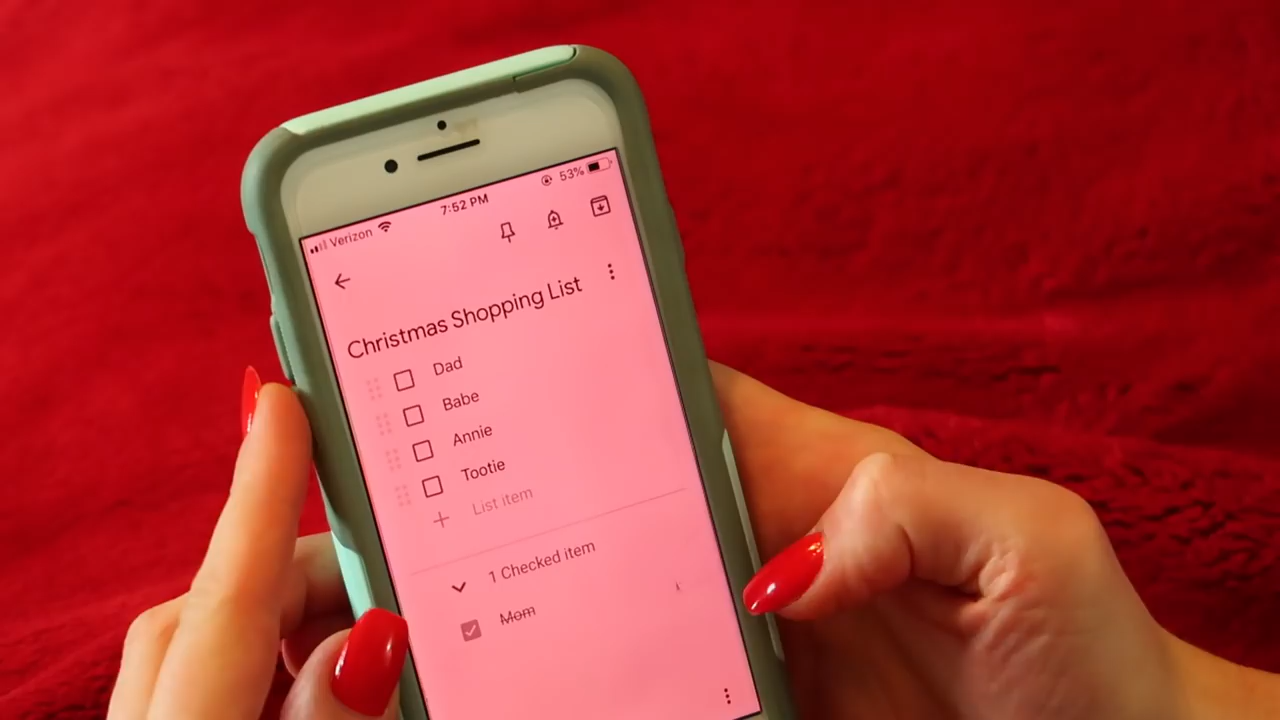 Verizon 7:52 PM 53%
Christmas Shopping List
Dad
Babe
Annie
Tootie
List item
1 Checked item
Mom